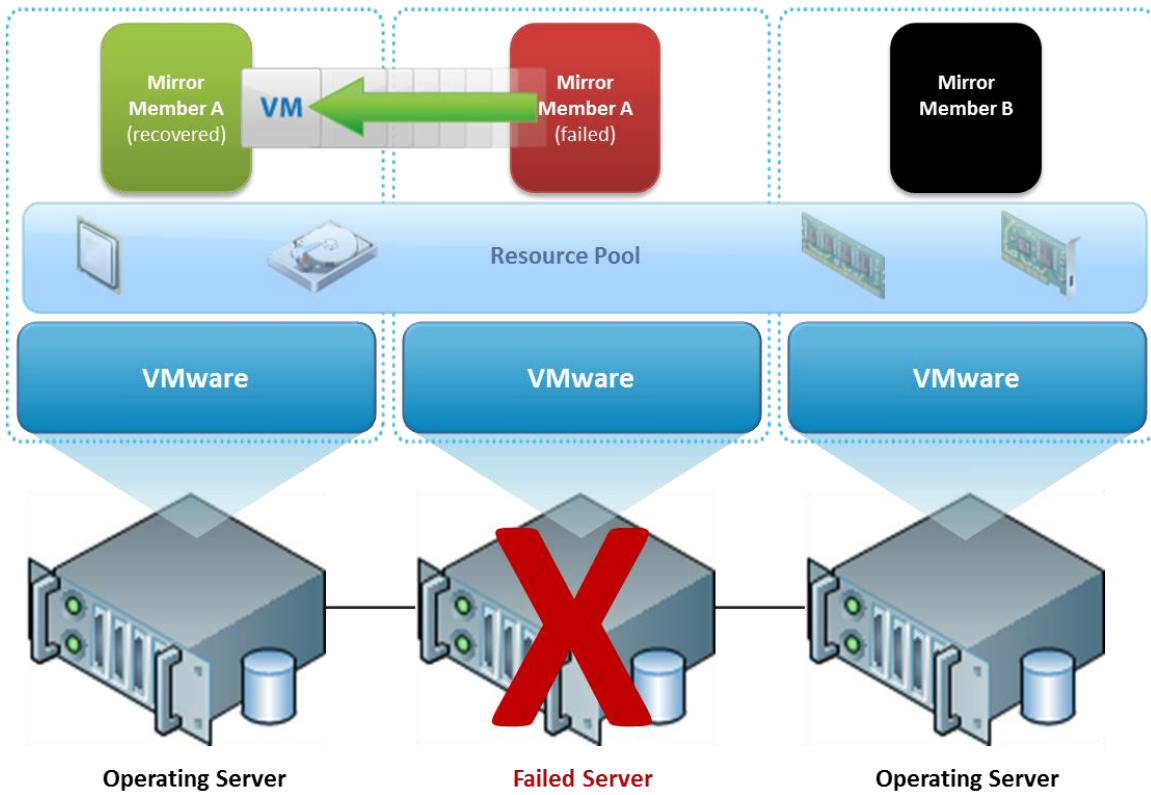 Mirror
Member A
(recovered)
VM
Mirror
Member A
(failed)
Mirror
Member B
Resource Pool
VMware
VMware
VMware
X
Operating Server
Failed Server
Operating Server